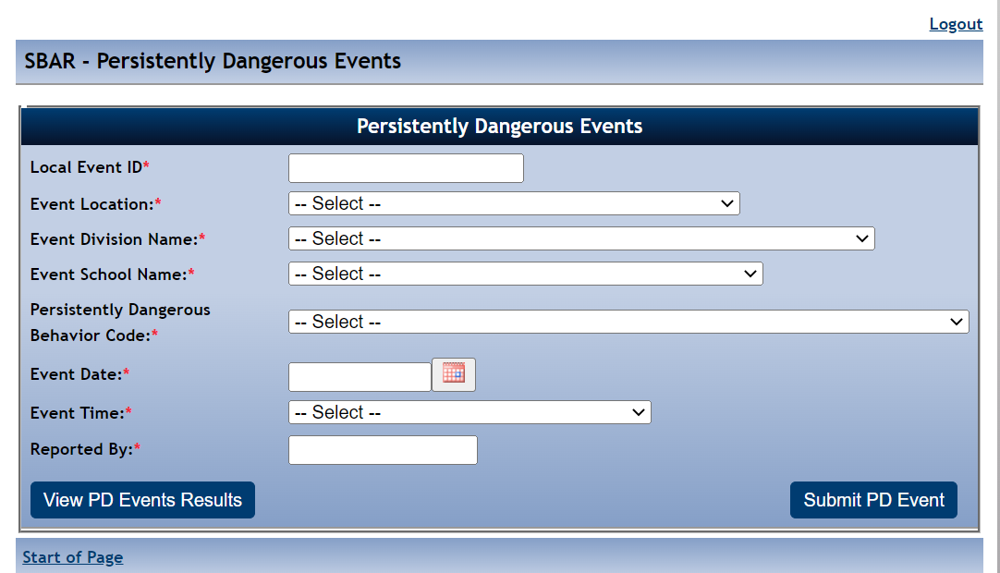 Logout
SBAR - Persistently Dangerous Events
Persistently Dangerous Events
Local Event ID*
Event Location:* -- Select --
Event Division Name:* -- Select --
Event School Name:* -- Select --
Persistently Dangerous
Behavior Code:* -- Select --
Event Date:*
Event Time:* -- Select --
Reported By:*
View PD Events Results Submit PD Event
Start of Page